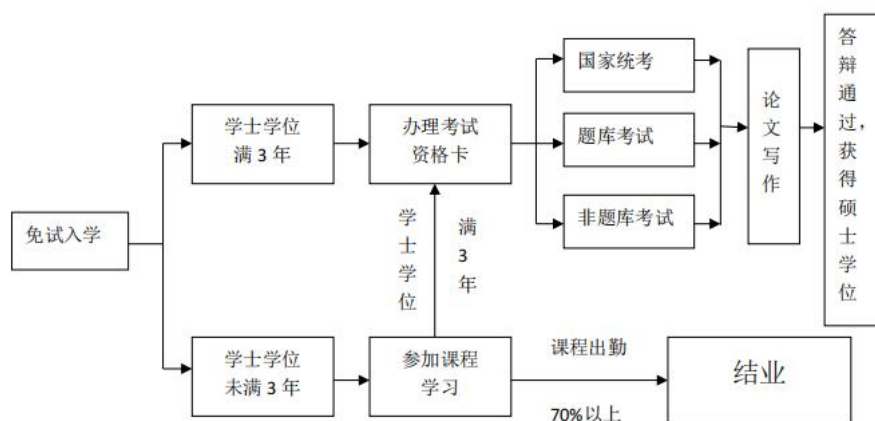 免试入学
学士学位
满 3 年
办理考试
资格卡
国家统考
题库考试
非题库考试
论文写作
答辩通过，获得硕士学位
学士学位
满 3 年
学士学位
未满 3 年
参加课程
学习
课程出勤
70%以上
结业